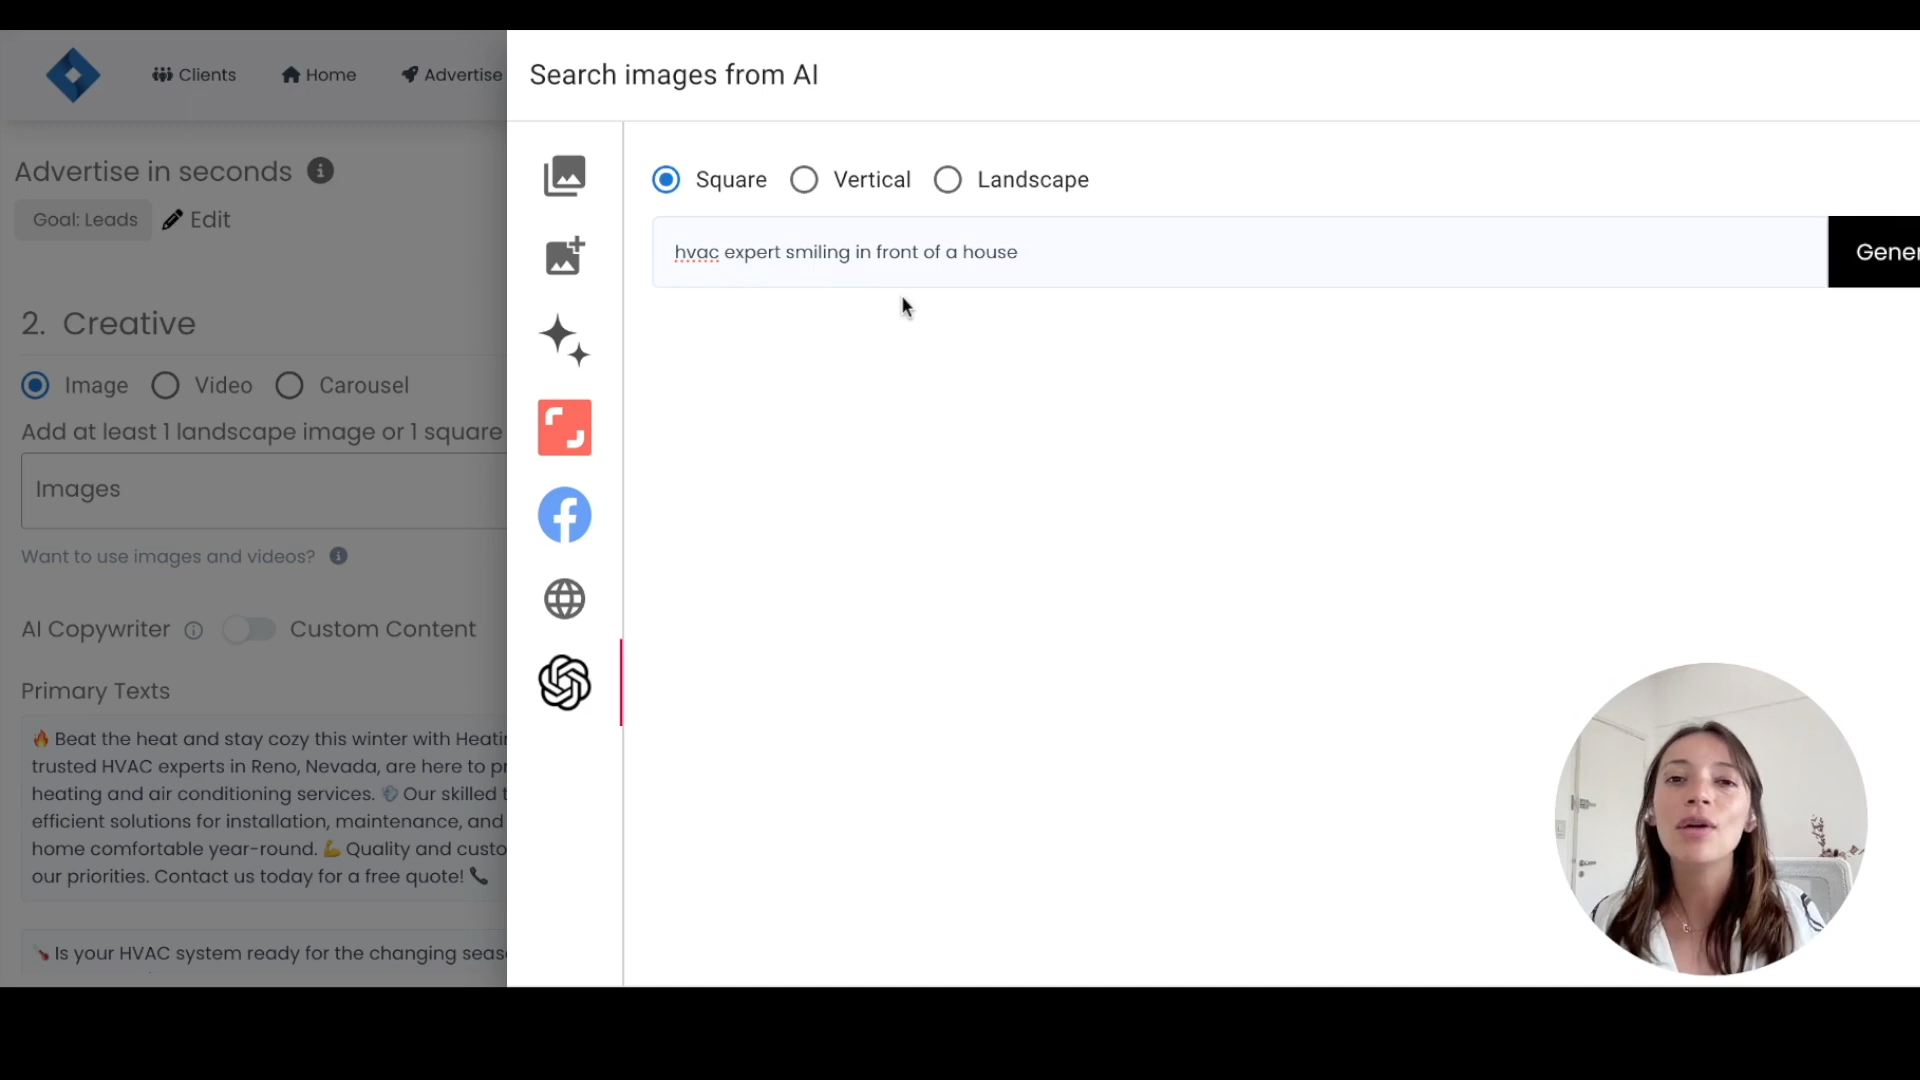 Clients Home Advertise
Search images from AI
Advertise in seconds
Goal: Leads Edit
Square Vertical Landscape
hvac expert smiling in front of a house
Gener
2. Creative
Image Video Carousel
Add at least 1 landscape image or 1 square
Images
Want to use images and videos?
AI Copywriter Custom Content
Primary Texts
🔥 Beat the heat and stay cozy this winter with Heatin
trusted HVAC experts in Reno, Nevada, are here to pr
heating and air conditioning services. 💨 Our skilled t
efficient solutions for installation, maintenance, and
home comfortable year-round. 💪 Quality and custo
our priorities. Contact us today for a free quote! 📞
Is your HVAC system ready for the changing seas